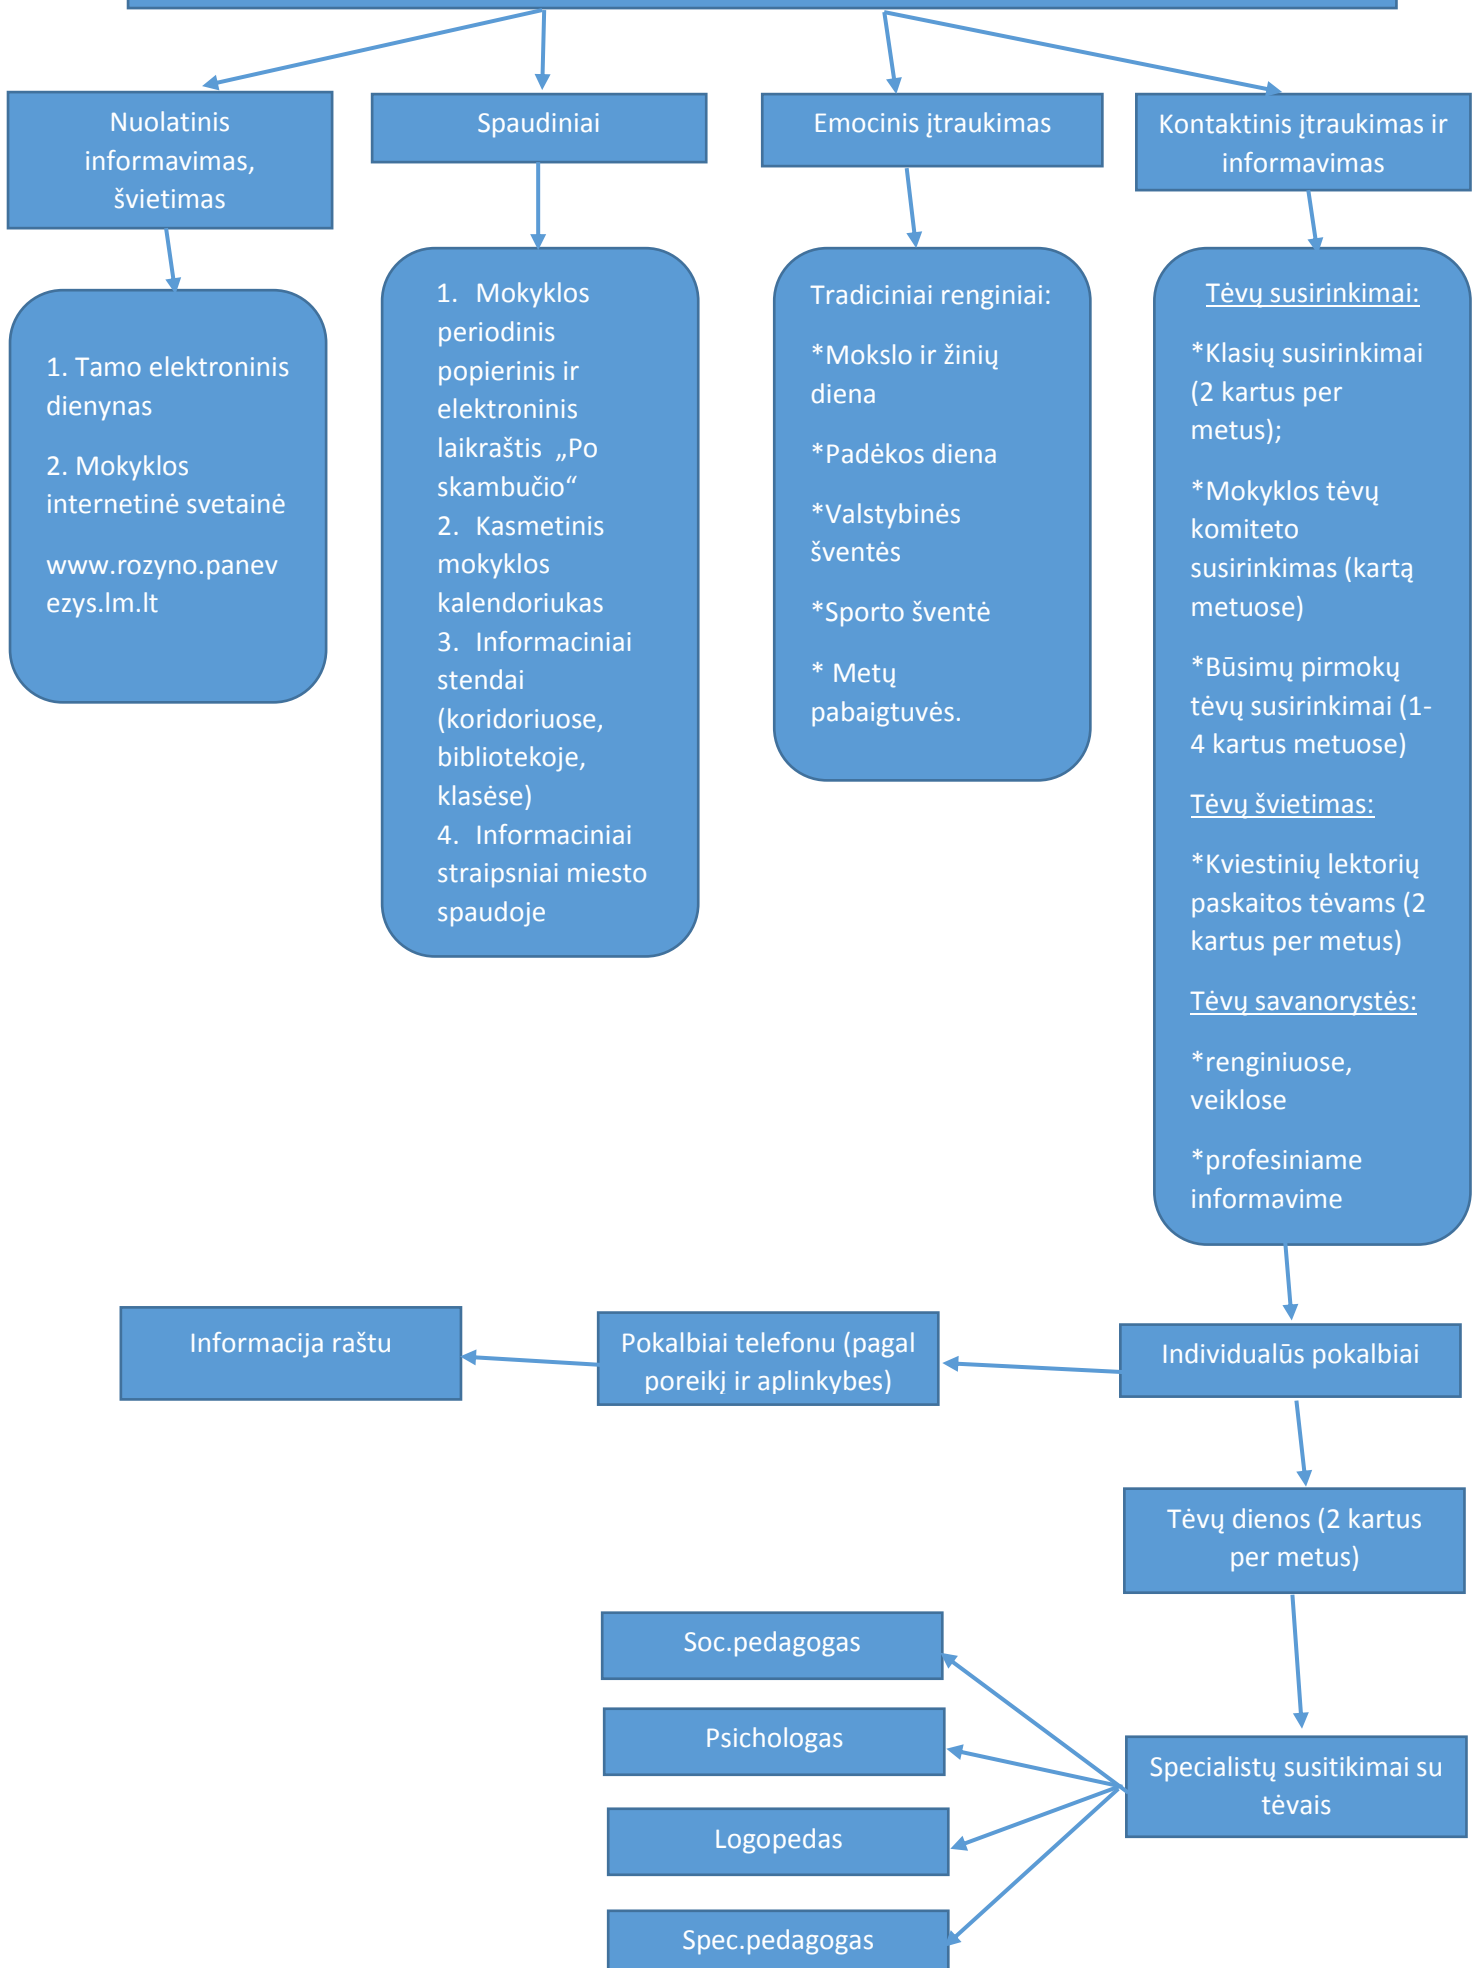 Nuolatinis
informavimas,
švietimas
Spaudiniai
Emocinis įtraukimas
Kontaktinis įtraukimas ir
informavimas
1. Tamo elektroninis
dienynas
2. Mokyklos
internetinė svetainė
www.rozyno.panev
ezys.lm.lt
1. Mokyklos
periodinis
popierinis ir
elektroninis
laikraštis „Po
skambučio“
2. Kasmetinis
mokyklos
kalendoriukas
3. Informaciniai
stendai
(koridoriuose,
bibliotekoje,
klasėse)
4. Informaciniai
straipsniai miesto
spaudoje
Tradiciniai renginiai:
*Mokslo ir žinių
diena
*Padėkos diena
*Valstybinės
šventės
*Sporto šventė
* Metų
pabaigtuvės.
Tėvų susirinkimai:
*Klasių susirinkimai
(2 kartus per
metus);
*Mokyklos tėvų
komiteto
susirinkimas (kartą
metuose)
*Būsimų pirmokų
tėvų susirinkimai (1-
4 kartus metuose)
Tėvų švietimas:
*Kviestinių lektorių
paskaitos tėvams (2
kartus per metus)
Tėvų savanorystės:
*renginiuose,
veiklose
*profesiniame
informavime
Informacija raštu
Pokalbiai telefonu (pagal
poreikį ir aplinkybes)
Individualūs pokalbiai
Tėvų dienos (2 kartus
per metus)
Soc.pedagogas
Psichologas
Logopedas
Spec.pedagogas
Specialistų susitikimai su
tėvais